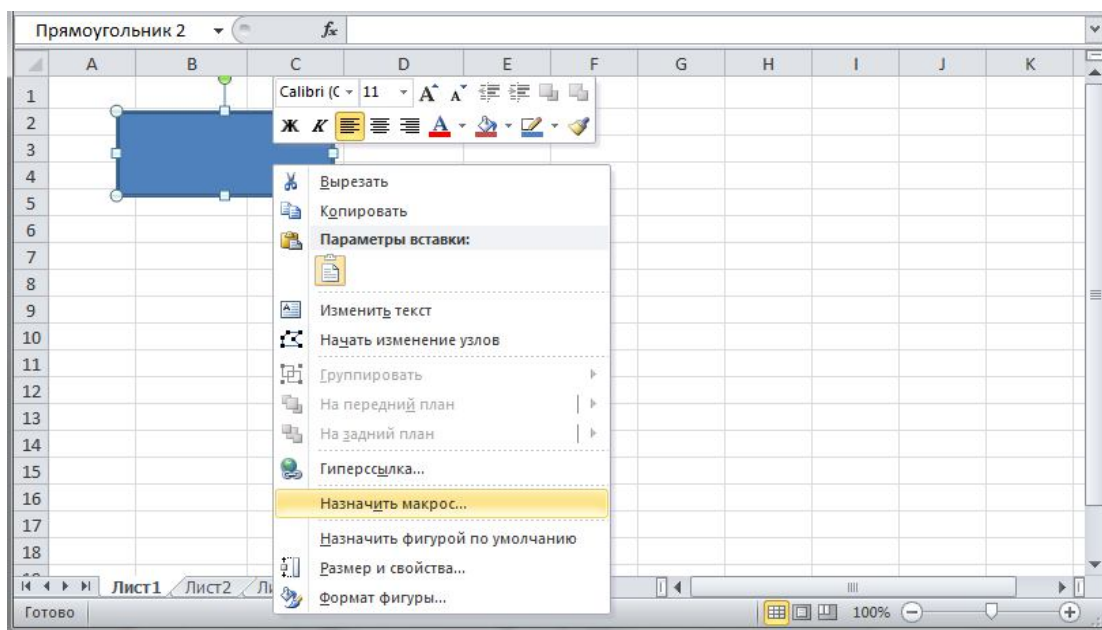 Прямоугольник 2 fx
A B C D E F G H I J K
Calibri (С 11 A A
Ж К A
1
2
3
4
5
6
7
8
9
10
11
12
13
14
15
16
17
18
Вырезать
Копировать
Параметры вставки:
Изменить текст
Начать изменение узлов
Группировать
На передний план
На задний план
Гиперссылка...
Назначить макрос...
Назначить фигурой по умолчанию
Размер и свойства...
Формат фигуры...
Лист1 Лист2
Готово 100%